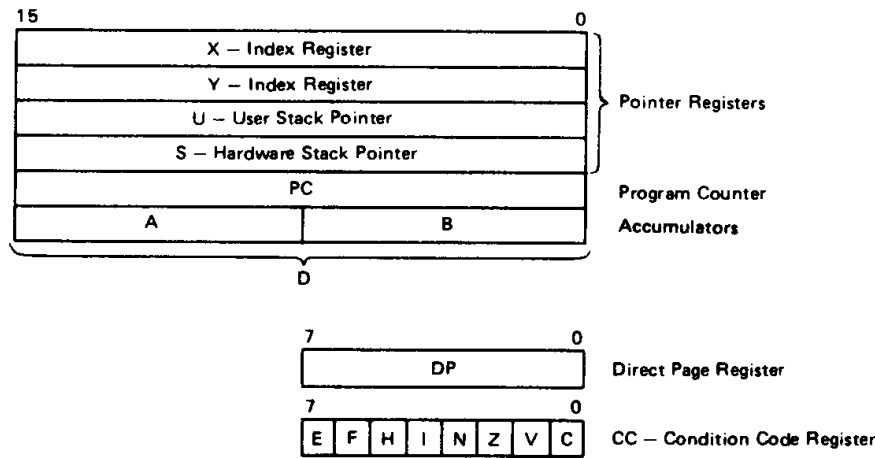 15 0
X – Index Register
Y – Index Register
U – User Stack Pointer
S – Hardware Stack Pointer
Pointer Registers
PC
Program Counter
A B
Accumulators
D
7 0
DP
Direct Page Register
7 0
E F H I N Z V C
CC – Condition Code Register